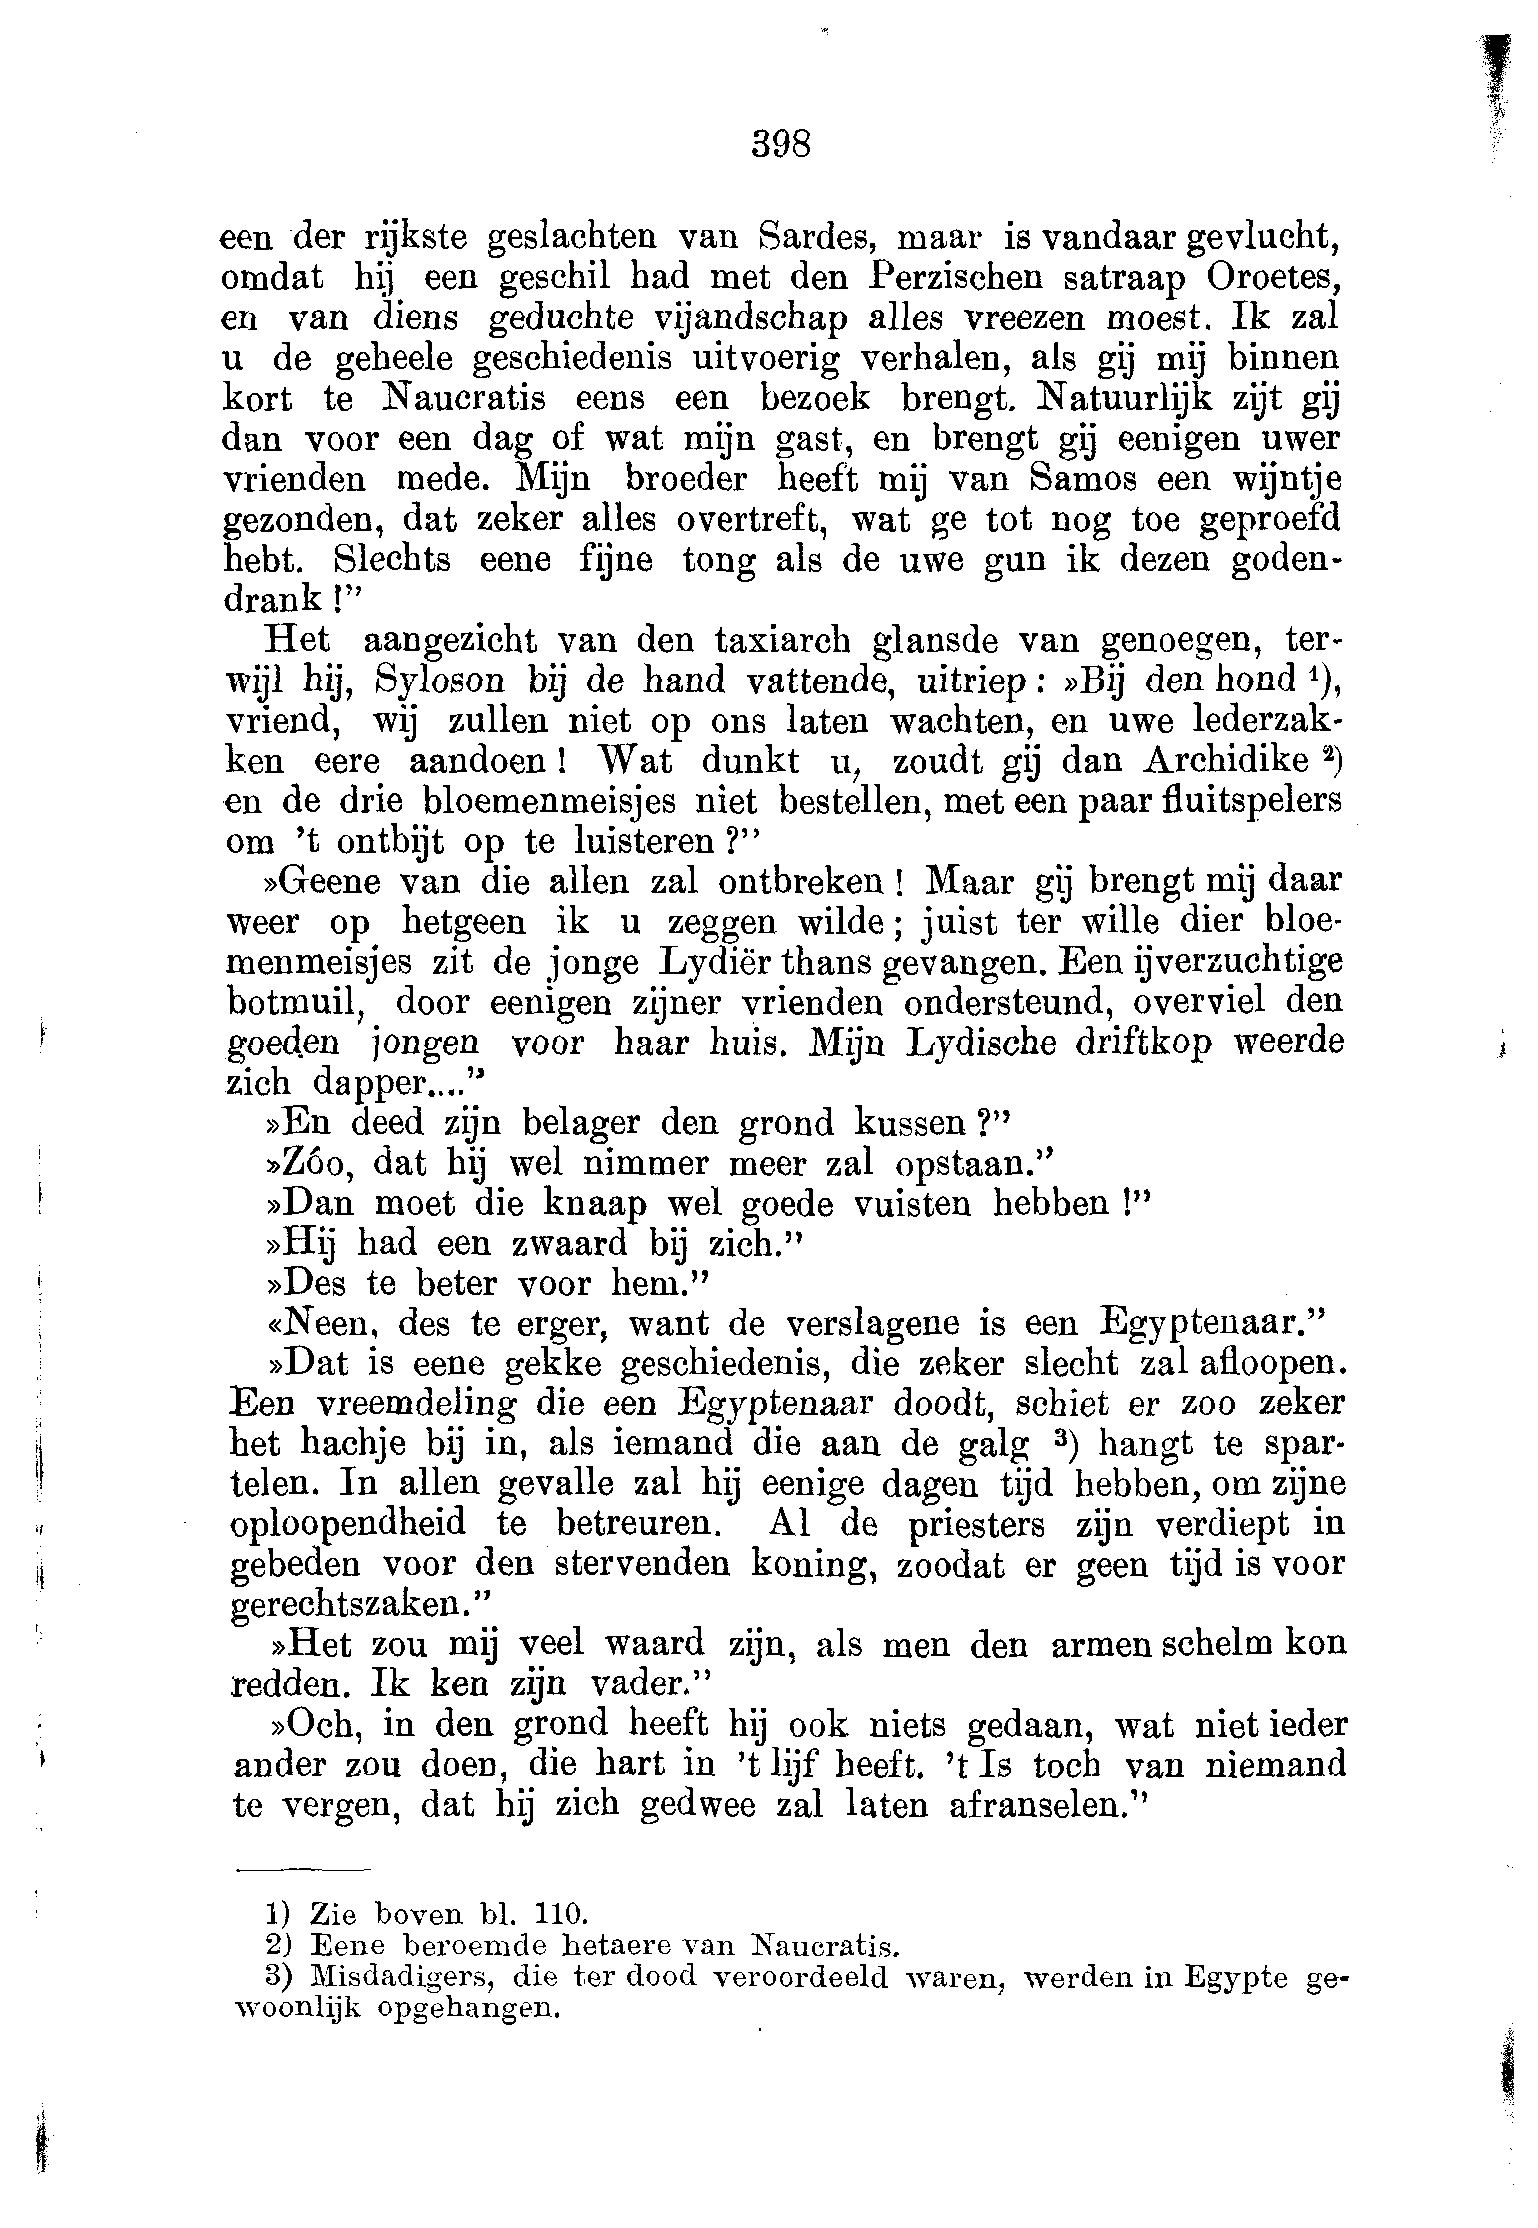 398
een der rijkste geslachten van Sardes, maar is vandaar gevlucht,
omdat hij een geschil had met den Perzischen satraap Oroetes,
en van diens geduchte vijandschap alles vreezen moest. Ik zal
u de geheele geschiedenis uitvoerig verhalen, als gij mij binnen
kort te Naucratis eens een bezoek brengt. Natuurlijk zijt gij
dan voor een dag of wat mijn gast, en brengt gij eenigen uwer
vrienden mede. Mijn broeder heeft mij van Samos een wijntje
gezonden, dat zeker alles overtreft, wat ge tot nog toe geproefd
hebt. Slechts eene fijne tong als de uwe gun ik dezen goden-
drank!”
Het aangezicht van den taxiarch glansde van genoegen, ter-
wijl hij, Syloson bij de hand vattende, uitriep: »Bij den hond ¹),
vriend, wij zullen niet op ons laten wachten, en uwe lederzak-
ken eere aandoen! Wat dunkt u, zoudt gij dan Archidike ²)
en de drie bloemenmeisjes niet bestellen, met een paar fluitspelers
om ’t ontbijt op te luisteren?”
»Geene van die allen zal ontbreken! Maar gij brengt mij daar
weer op hetgeen ik u zeggen wilde; juist ter wille dier bloe-
menmeisjes zit de jonge Lydiër thans gevangen. Een ijverzuchtige
botmuil, door eenigen zijner vrienden ondersteund, overviel den
goeden jongen voor haar huis. Mijn Lydische driftkop weerde
zich dapper....”
»En deed zijn belager den grond kussen?”
»Zóo, dat hij wel nimmer meer zal opstaan.”
»Dan moet die knaap wel goede vuisten hebben!”
»Hij had een zwaard bij zich.”
»Des te beter voor hem.”
«Neen, des te erger, want de verslagene is een Egyptenaar.”
»Dat is eene gekke geschiedenis, die zeker slecht zal afloopen.
Een vreemdeling die een Egyptenaar doodt, schiet er zoo zeker
het hachje bij in, als iemand die aan de galg ³) hangt te spar-
telen. In allen gevalle zal hij eenige dagen tijd hebben, om zijne
oploopendheid te betreuren. Al de priesters zijn verdiept in
gebeden voor den stervenden koning, zoodat er geen tijd is voor
gerechtszaken.”
»Het zou mij veel waard zijn, als men den armen schelm kon
redden. Ik ken zijn vader.”
»Och, in den grond heeft hij ook niets gedaan, wat niet ieder
ander zou doen, die hart in ’t lijf heeft. ’t Is toch van niemand
te vergen, dat hij zich gedwee zal laten afranselen.”
1) Zie boven bl. 110.
2) Eene beroemde hetaere van Naucratis.
3) Misdadigers, die ter dood veroordeeld waren, werden in Egypte ge-
woonlijk opgehangen.